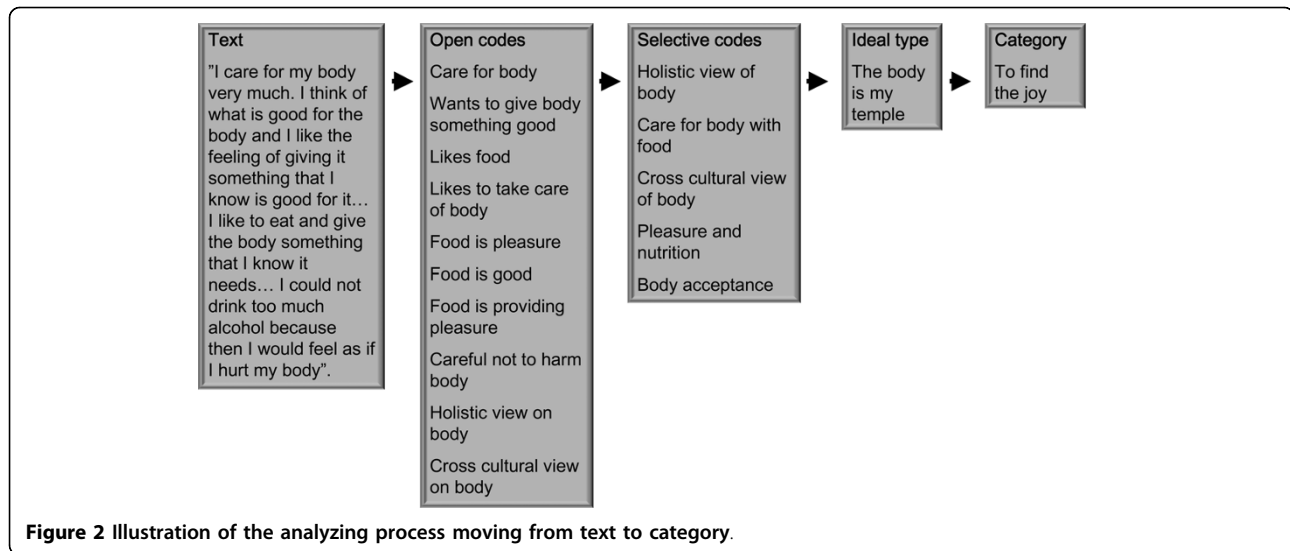 Text
"I care for my body
very much. I think of
what is good for the
body and I like the
feeling of giving it
something that I
know is good for it…
I like to eat and give
the body something
that I know it
needs… I could not
drink too much
alcohol because
then I would feel as if
I hurt my body”.
Open codes
Care for body
Wants to give body
something good
Likes food
Likes to take care
of body
Food is pleasure
Food is good
Food is providing
pleasure
Careful not to harm
body
Holistic view on
body
Cross cultural view
on body
Selective codes
Holistic view of
body
Care for body with
food
Cross cultural view
of body
Pleasure and
nutrition
Body acceptance
Ideal type
The body
is my
temple
Category
To find
the joy
Figure 2 Illustration of the analyzing process moving from text to category.